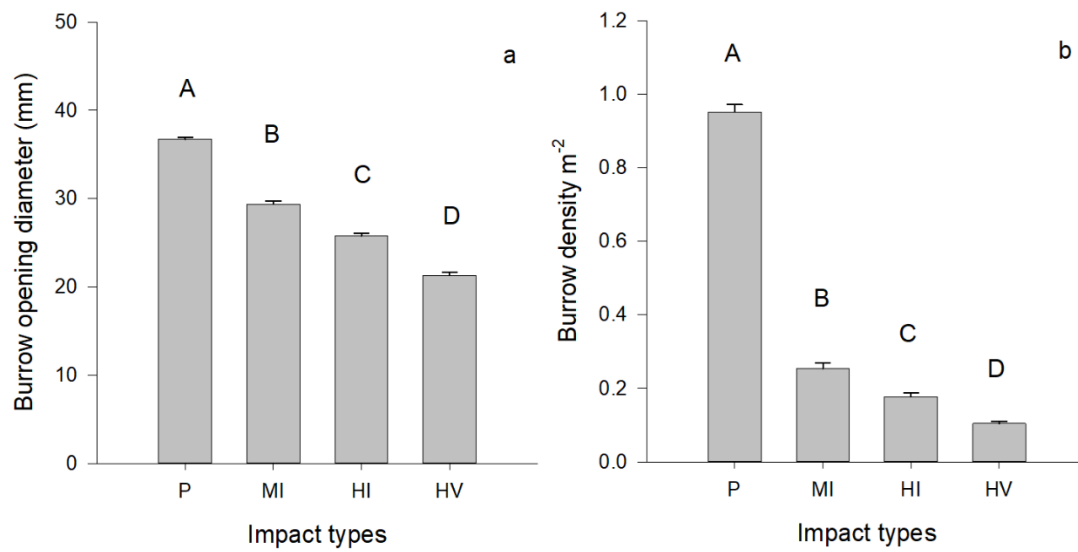 a
Burrow opening diameter (mm)
50
40
30
20
10
0
A
B
C
D
P MI HI HV
Impact types
b
Burrow density m⁻²
1.2
1.0
0.8
0.6
0.4
0.2
0.0
A
B
C
D
P MI HI HV
Impact types